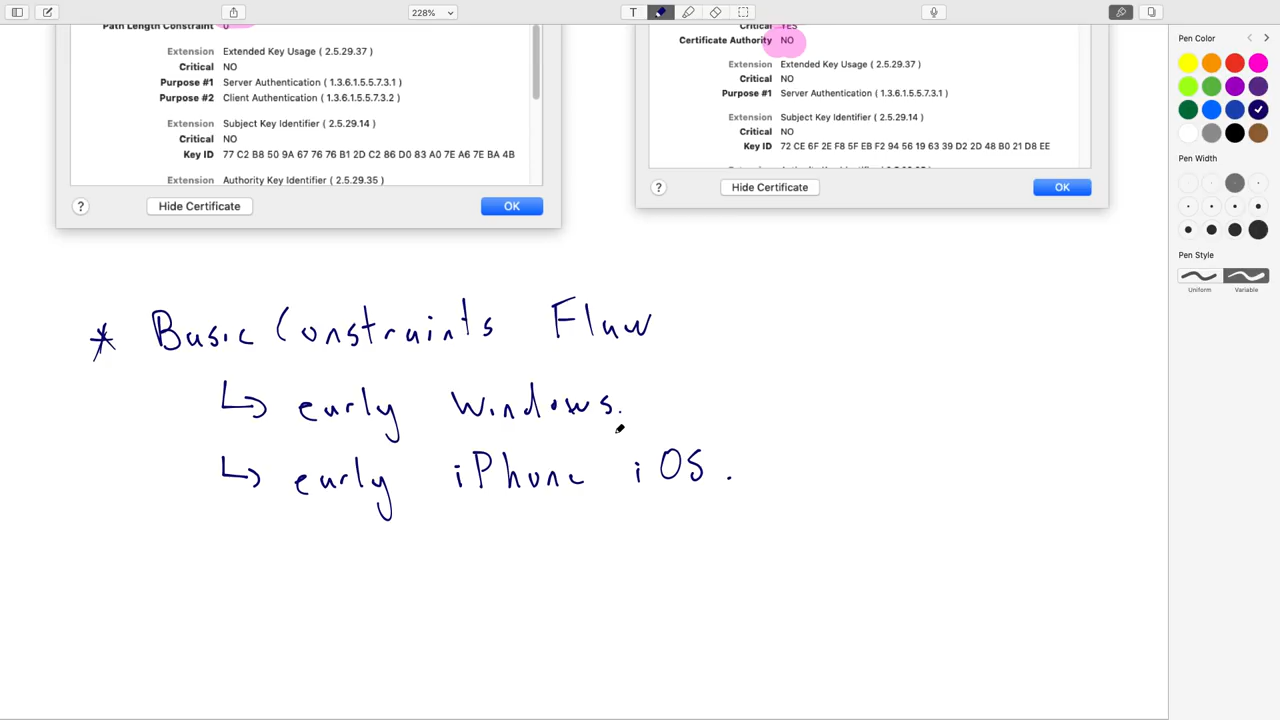 228%
T
Path Length Constraint 0
Extension Extended Key Usage ( 2.5.29.37 )
Critical NO
Purpose #1 Server Authentication ( 1.3.6.1.5.5.7.3.1 )
Purpose #2 Client Authentication ( 1.3.6.1.5.5.7.3.2 )
Extension Subject Key Identifier ( 2.5.29.14 )
Critical NO
Key ID 77 C2 B8 50 9A 67 76 76 B1 2D C2 86 D0 83 A0 7E A6 7E BA 4B
Extension Authority Key Identifier ( 2.5.29.35 )
? Hide Certificate OK
Critical YES
Certificate Authority NO
Extension Extended Key Usage ( 2.5.29.37 )
Critical NO
Purpose #1 Server Authentication ( 1.3.6.1.5.5.7.3.1 )
Extension Subject Key Identifier ( 2.5.29.14 )
Critical NO
Key ID 72 CE 6F 2E F8 5F EB F2 94 56 19 63 39 D2 2D 48 B0 21 D8 EE
? Hide Certificate OK
* Basic Constraints Flaw
↳ early Windows.
↳ early iPhone iOS.
Pen Color
Pen Width
Pen Style
Uniform Variable